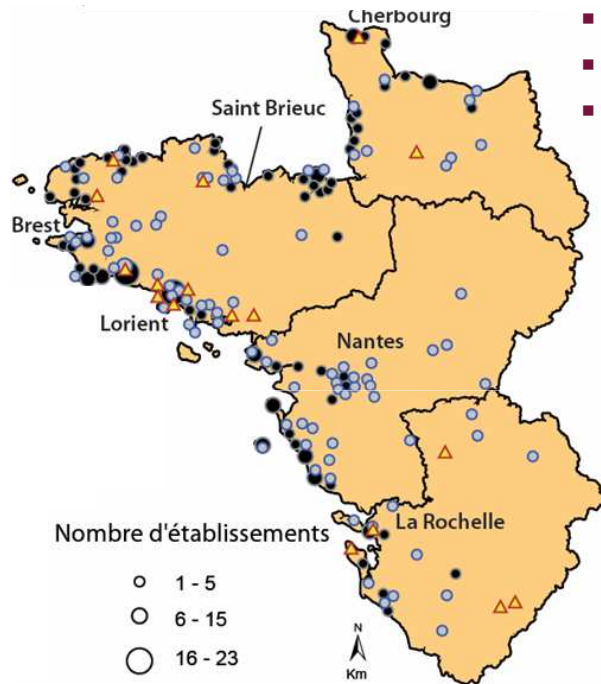 Cherbourg
Saint Brieuc
Brest
Lorient
Nantes
La Rochelle
Nombre d'établissements
1 - 5
6 - 15
16 - 23
N
Km